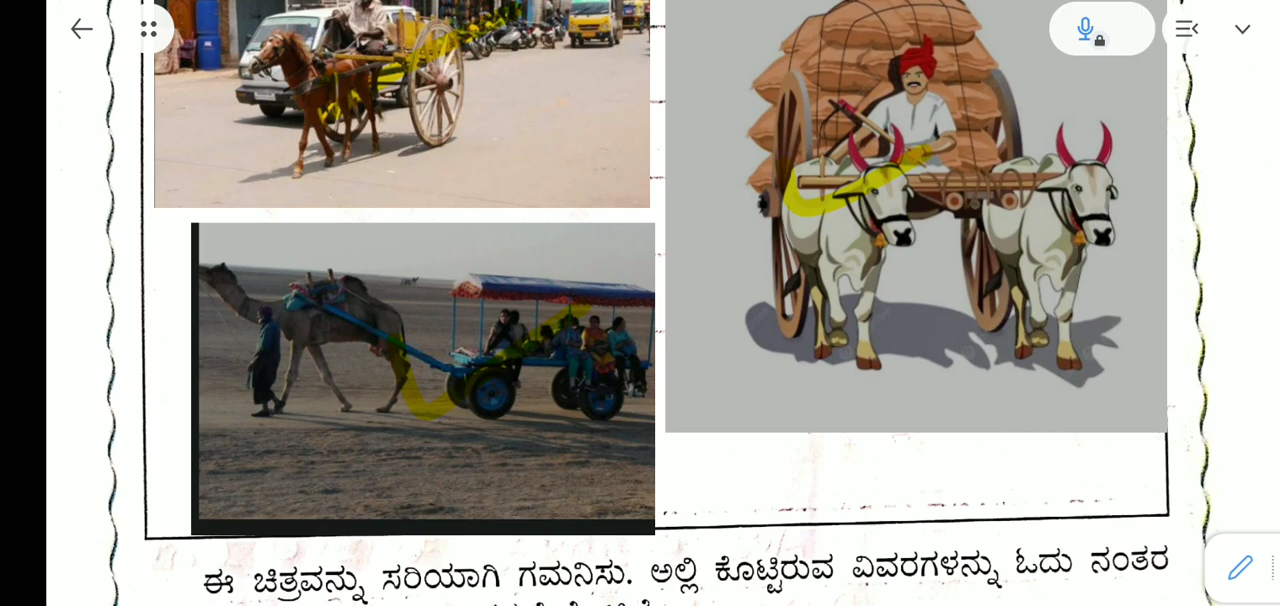 ಈ ಚಿತ್ರವನ್ನು ಸರಿಯಾಗಿ ಗಮನಿಸು. ಅಲ್ಲಿ ಕೊಟ್ಟಿರುವ ವಿವರಗಳನ್ನು ಓದು ನಂತರ